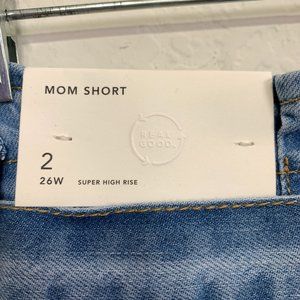 MOM SHORT
REAL
GOOD.
2
26W SUPER HIGH RISE